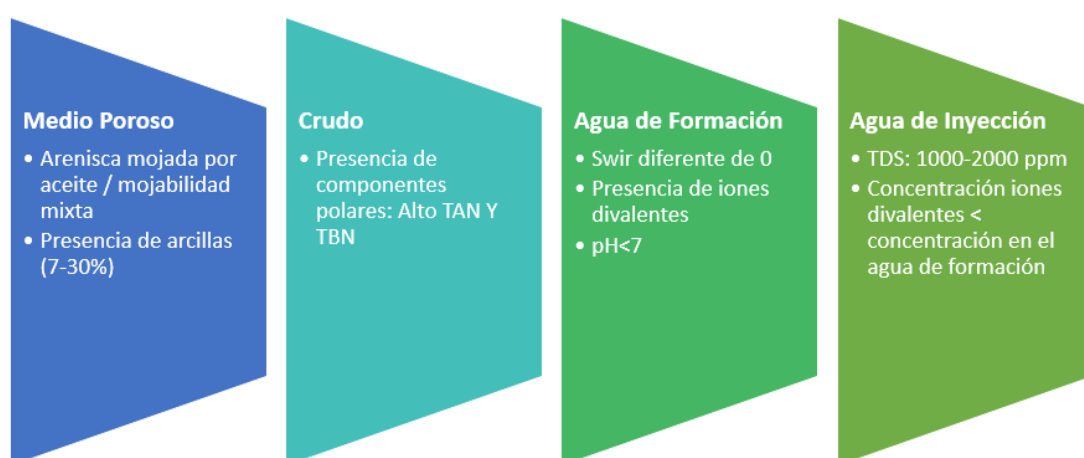 Medio Poroso
• Arenisca mojada por
aceite / mojabilidad
mixta
• Presencia de arcillas
(7-30%)
Crudo
• Presencia de
componentes
polares: Alto TAN Y
TBN
Agua de Formación
• Swir diferente de 0
• Presencia de iones
divalentes
• pH<7
Agua de Inyección
• TDS: 1000-2000 ppm
• Concentración iones
divalentes <
concentración en el
agua de formación